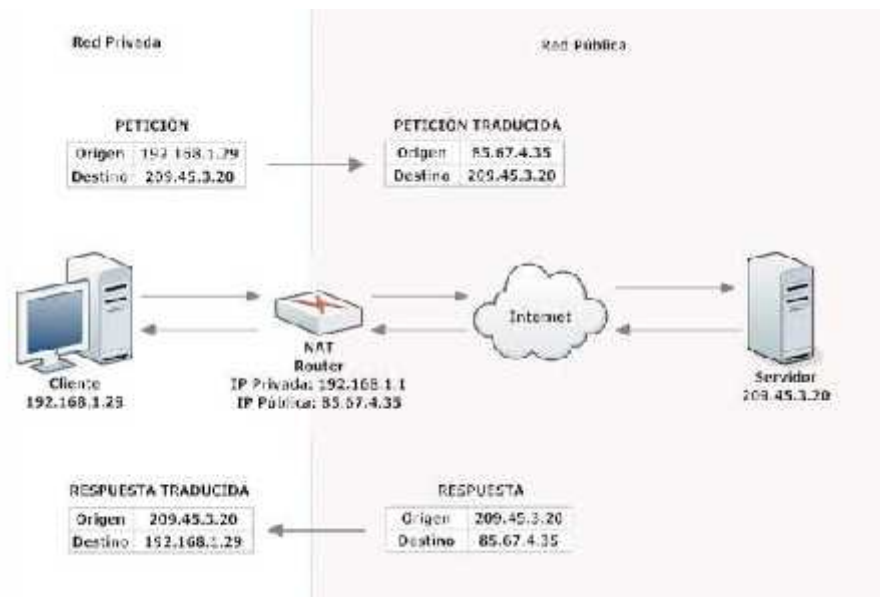 Red Privada
Red Pública
PETICIÓN
Origen 192.168.1.29
Destino 209.45.3.20
PETICIÓN TRADUCIDA
Origen 85.67.4.35
Destino 209.45.3.20
Internet
NAT
Router
IP Privada: 192.168.1.1
IP Pública: 85.67.4.35
Cliente
192.168.1.29
Servidor
209.45.3.20
RESPUESTA TRADUCIDA
Origen 209.45.3.20
Destino 192.168.1.29
RESPUESTA
Origen 209.45.3.20
Destino 85.67.4.35